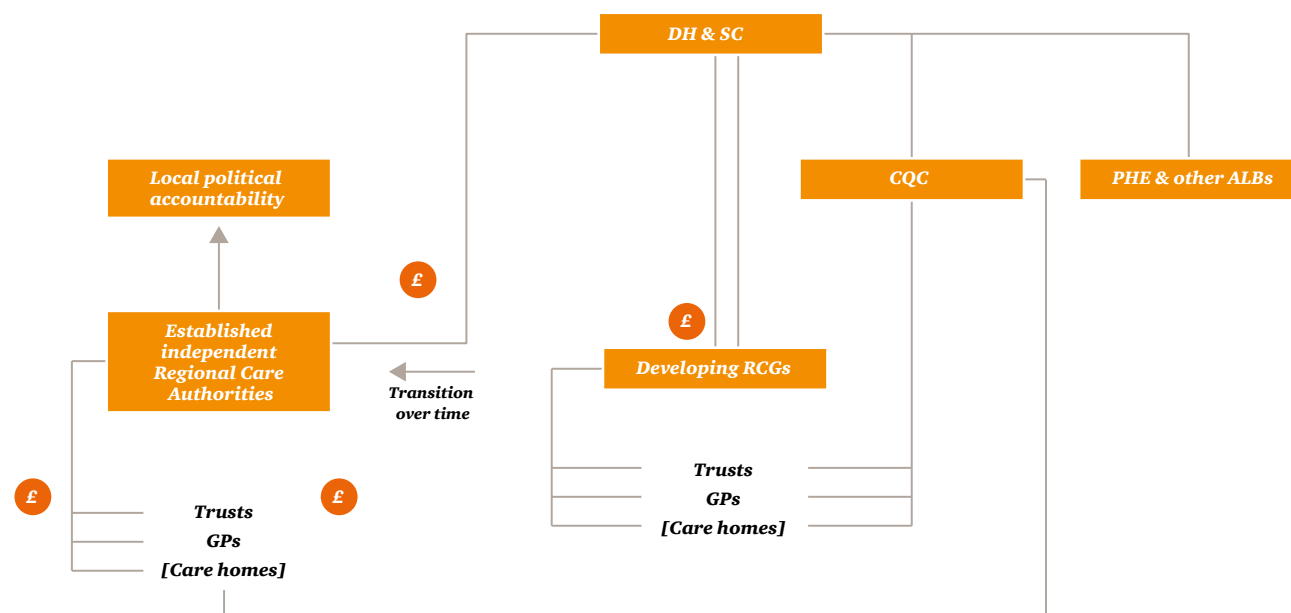 DH & SC
Local political
accountability
CQC
PHE & other ALBs
£
£
Established
independent
Regional Care
Authorities
Developing RCGs
Transition
over time
Trusts
GPs
[Care homes]
£
£
Trusts
GPs
[Care homes]